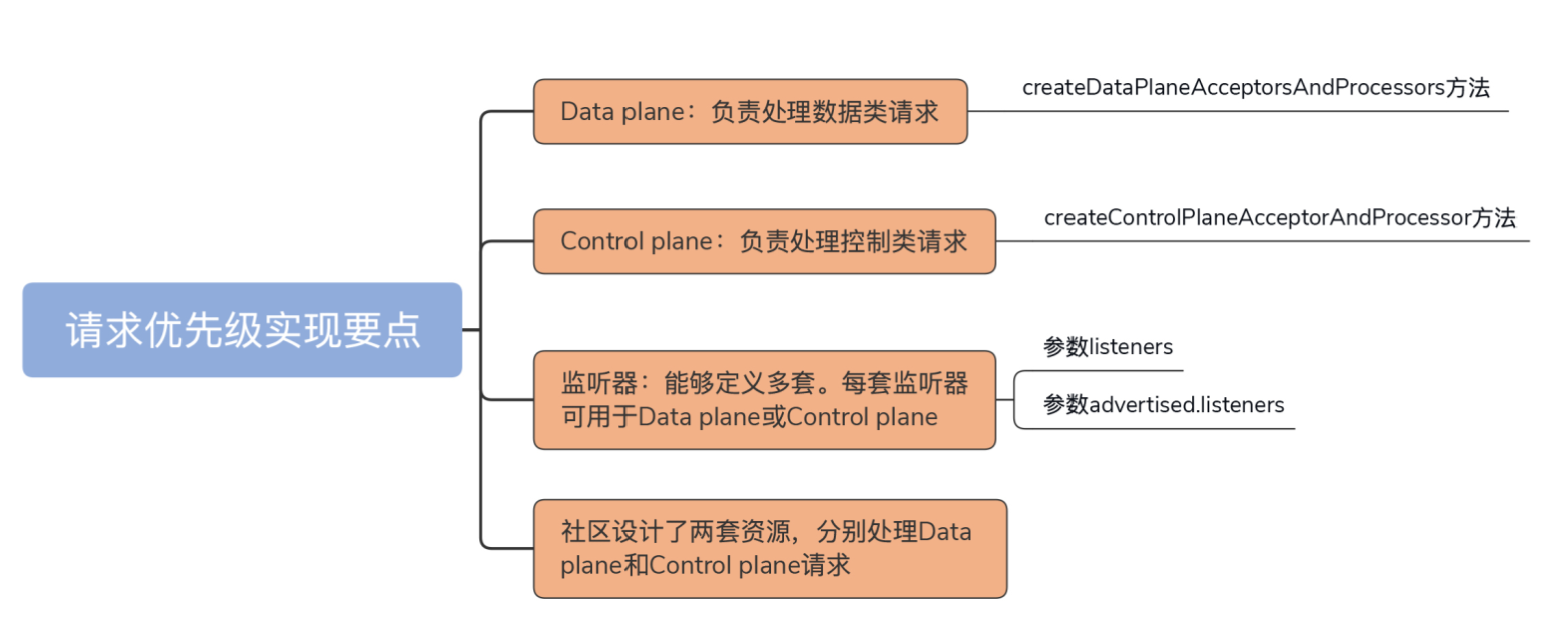 请求优先级实现要点
Data plane：负责处理数据类请求
createDataPlaneAcceptorsAndProcessors方法
Control plane：负责处理控制类请求
createControlPlaneAcceptorAndProcessor方法
监听器：能够定义多套。每套监听器
可用于Data plane或Control plane
参数listeners
参数advertised.listeners
社区设计了两套资源，分别处理Data
plane和Control plane请求